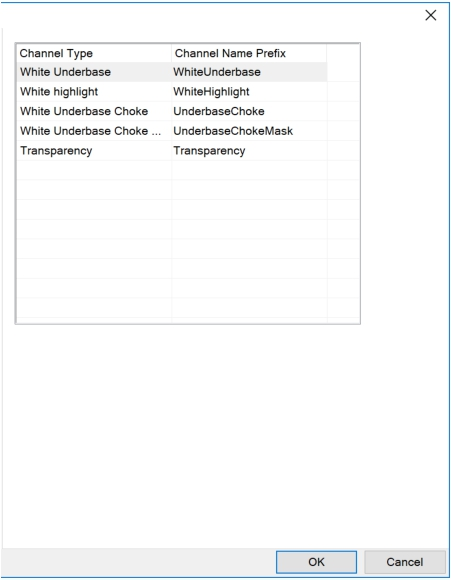 Channel Type Channel Name Prefix
White Underbase WhiteUnderbase
White highlight WhiteHighlight
White Underbase Choke UnderbaseChoke
White Underbase Choke ... UnderbaseChokeMask
Transparency Transparency
OK Cancel